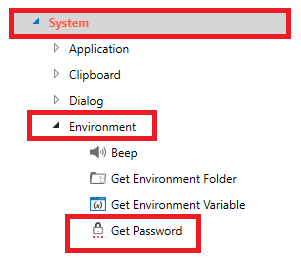 System
Application
Clipboard
Dialog
Environment
Beep
Get Environment Folder
Get Environment Variable
Get Password